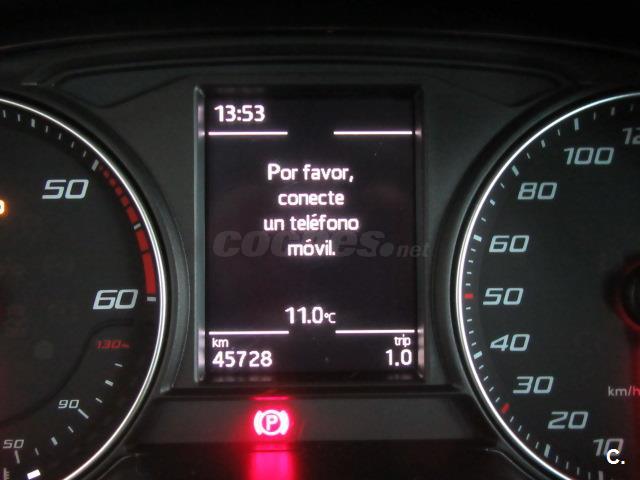 13:53
Por favor,
conecte
un teléfono
móvil.
coches.net
11.0°C
km
trip
45728
1.0
P
50
60
130
90
50
120
100
80
60
50
40
30
20
10
km/h
C.